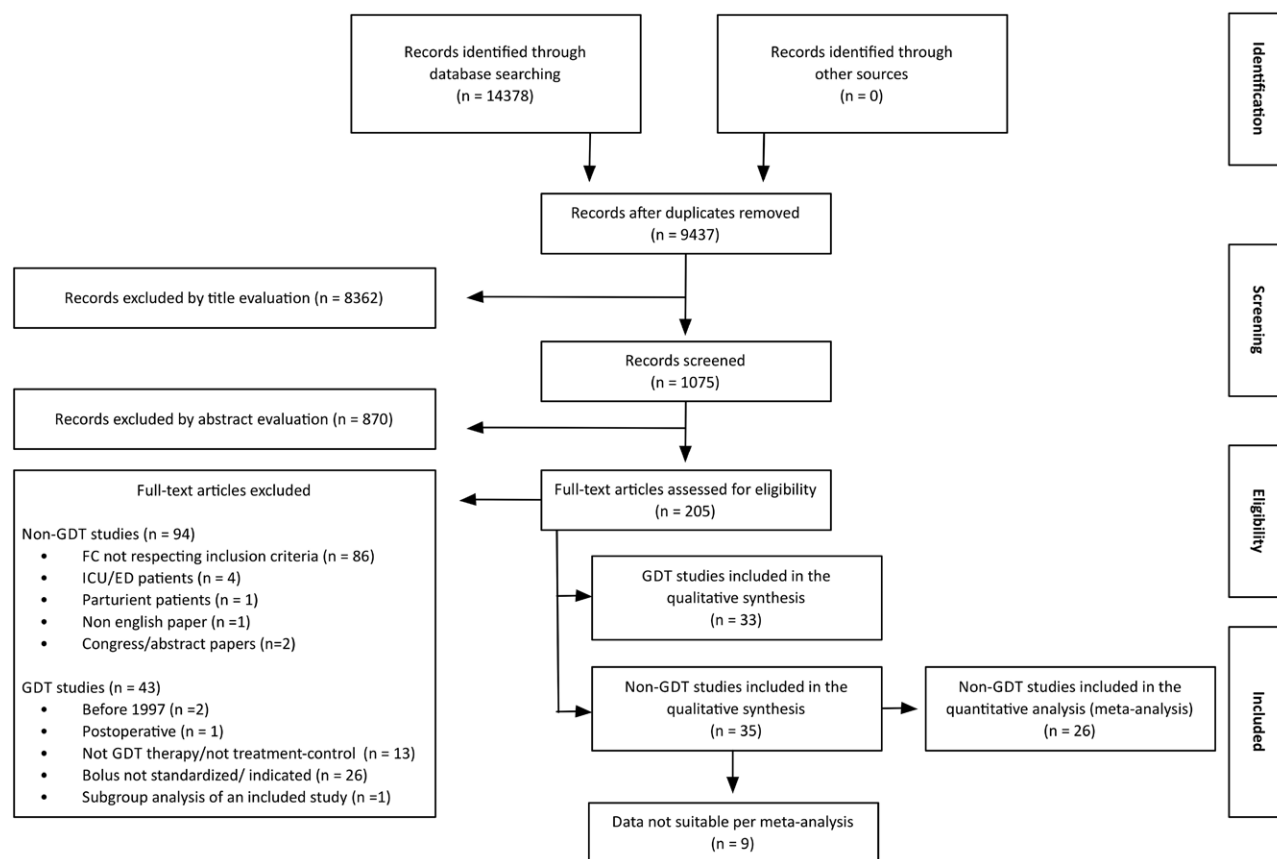 Records identified through
database searching
(n = 14378)
Records identified through
other sources
(n = 0)
Identification
Records after duplicates removed
(n = 9437)
Records excluded by title evaluation (n = 8362)
Screening
Records screened
(n = 1075)
Records excluded by abstract evaluation (n = 870)
Full-text articles assessed for eligibility
(n = 205)
Eligibility
Full-text articles excluded
Non-GDT studies (n = 94)
• FC not respecting inclusion criteria (n = 86)
• ICU/ED patients (n = 4)
• Parturient patients (n = 1)
• Non english paper (n =1)
• Congress/abstract papers (n=2)
GDT studies (n = 43)
• Before 1997 (n =2)
• Postoperative (n = 1)
• Not GDT therapy/not treatment-control (n = 13)
• Bolus not standardized/ indicated (n = 26)
• Subgroup analysis of an included study (n =1)
GDT studies included in the
qualitative synthesis
(n = 33)
Non-GDT studies included in the
qualitative synthesis
(n = 35)
Non-GDT studies included in the
quantitative analysis (meta-analysis)
(n = 26)
Included
Data not suitable per meta-analysis
(n = 9)